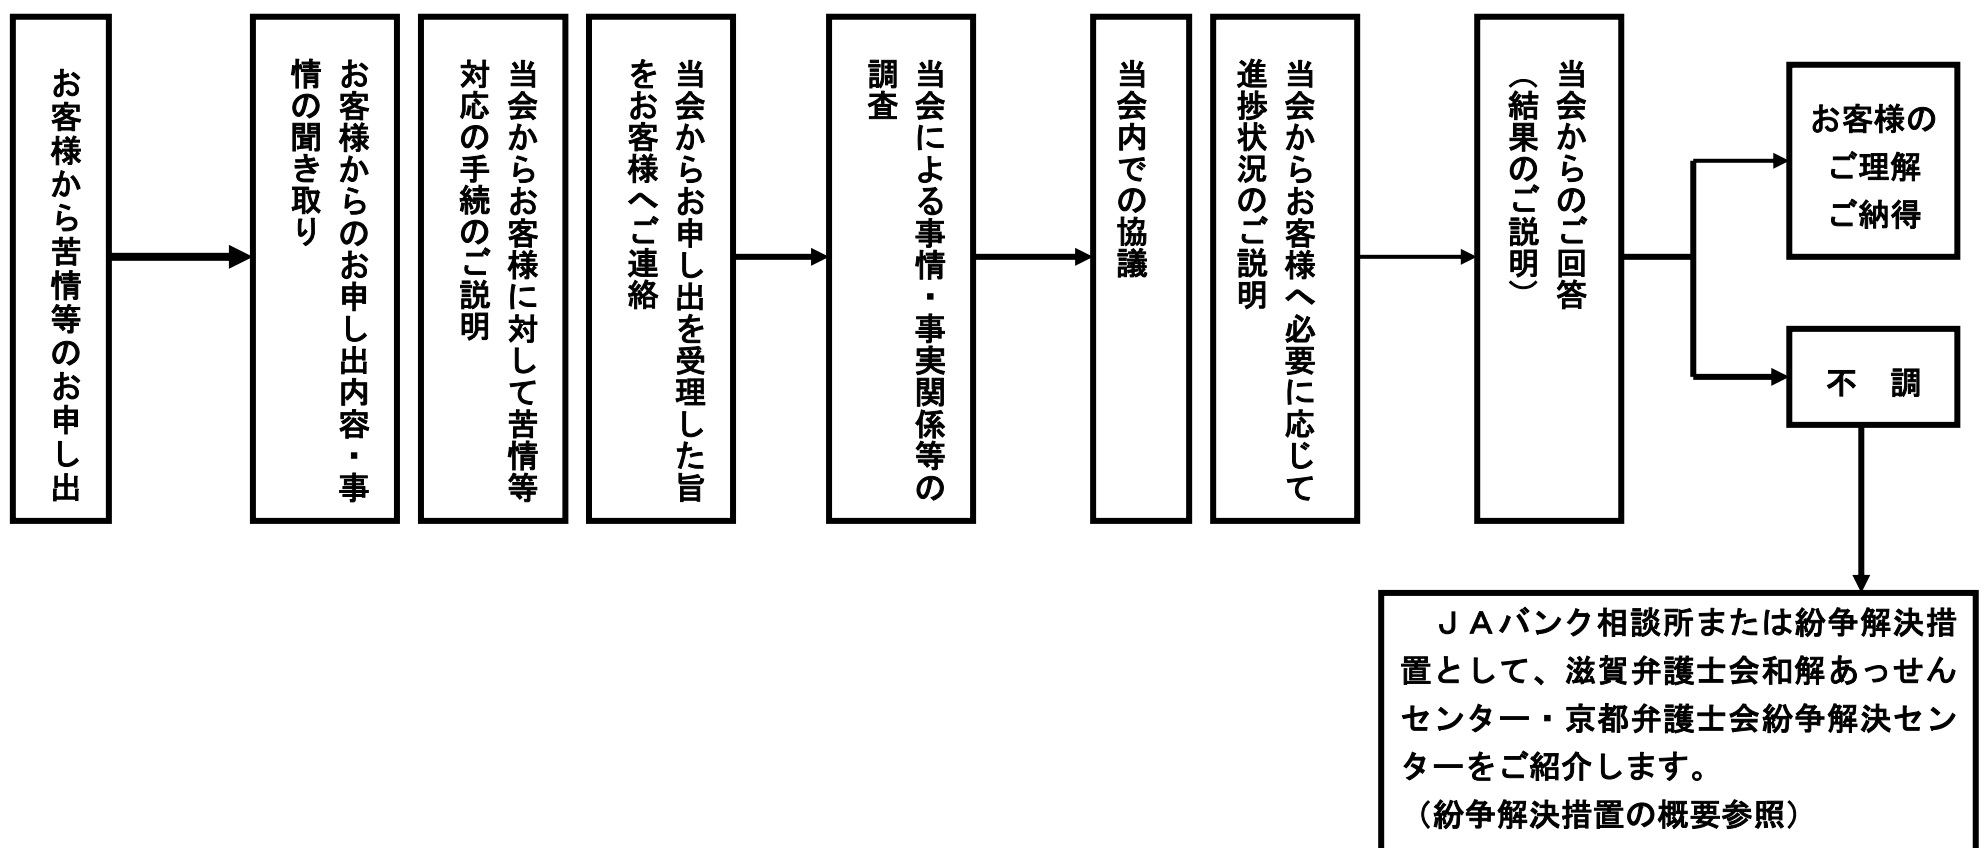 お客様から苦情等のお申し出
お客様からのお申し出内容・事
情の聞き取り
当会からお客様に対して苦情等
対応の手続のご説明
当会からお申し出を受理した旨
をお客様へご連絡
当会による事情・事実関係等の
調査
当会内での協議
当会からお客様へ必要に応じて
進捗状況のご説明
当会からのご回答
（結果のご説明）
お客様の
ご理解
ご納得
不　調
ＪＡバンク相談所または紛争解決措
置として、滋賀弁護士会和解あっせん
センター・京都弁護士会紛争解決セン
ターをご紹介します。
（紛争解決措置の概要参照）